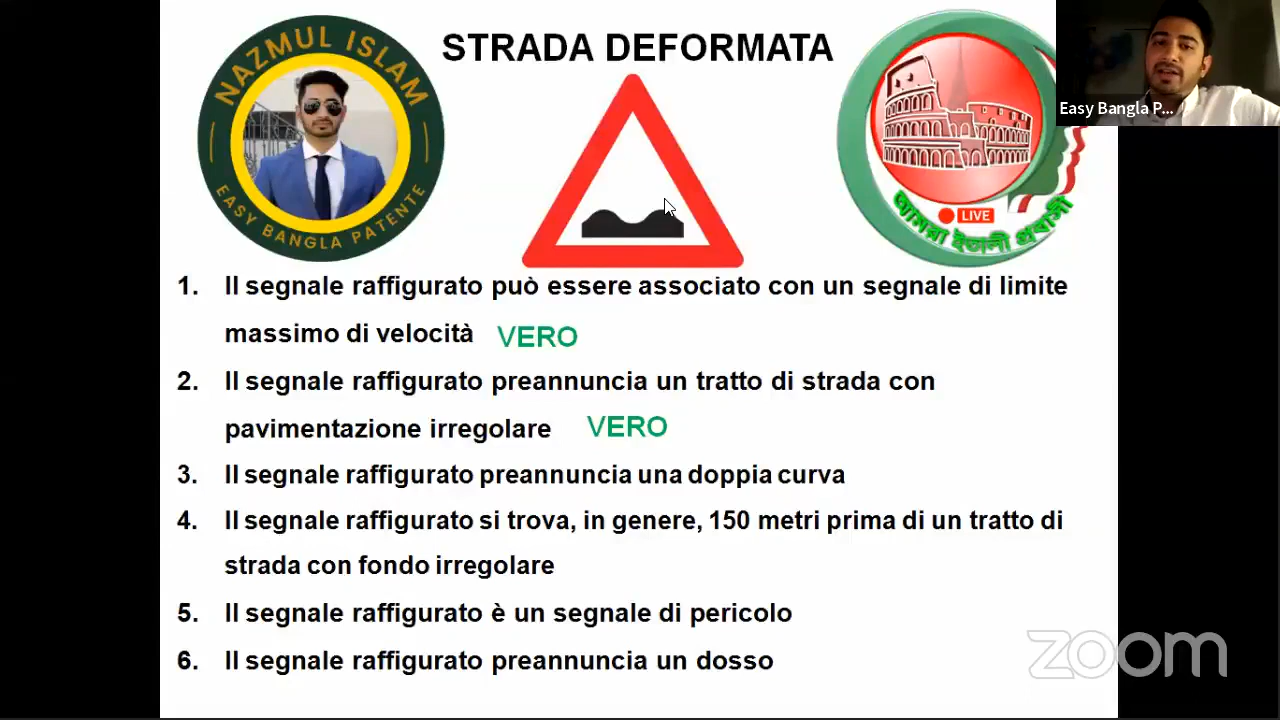 NAZMUL ISLAM
EASY BANGLA PATENTE
STRADA DEFORMATA
LIVE
আমরা ইতালী প্রবাসী
Easy Bangla P...
1. Il segnale raffigurato può essere associato con un segnale di limite
massimo di velocità VERO
2. Il segnale raffigurato preannuncia un tratto di strada con
pavimentazione irregolare VERO
3. Il segnale raffigurato preannuncia una doppia curva
4. Il segnale raffigurato si trova, in genere, 150 metri prima di un tratto di
strada con fondo irregolare
5. Il segnale raffigurato è un segnale di pericolo
6. Il segnale raffigurato preannuncia un dosso
zoom